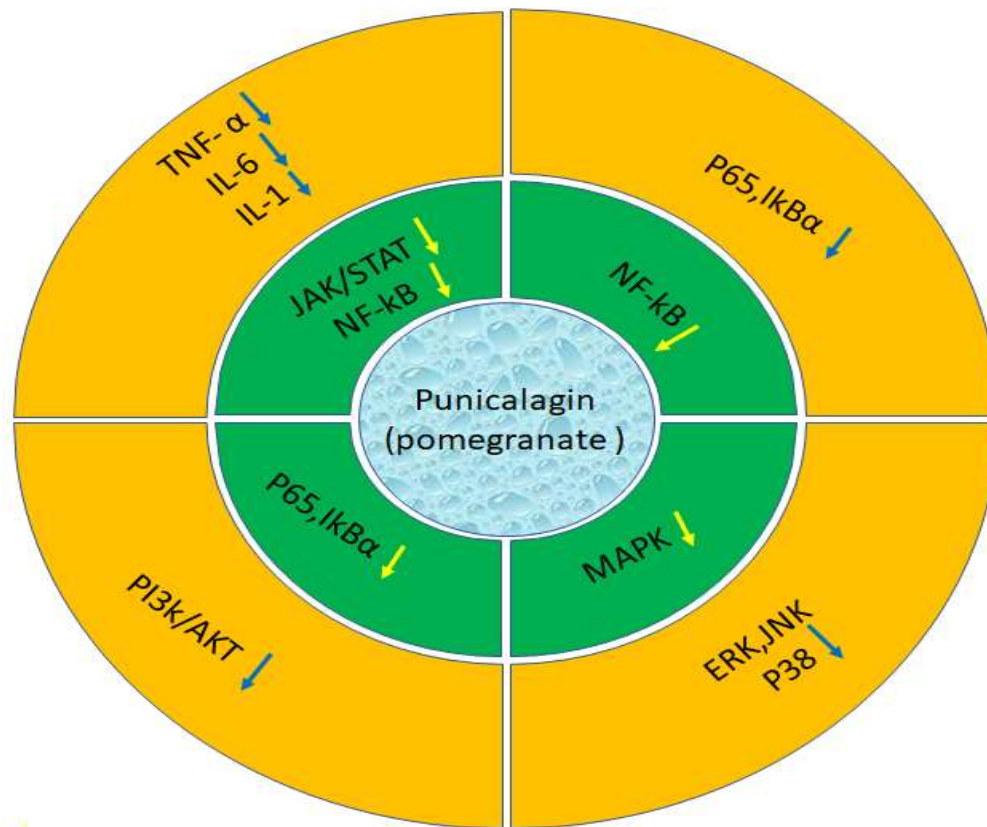 TNF- α
IL-6
IL-1
P65,IkBα
JAK/STAT
NF-kB
NF-kB
Punicalagin
(pomegranate )
P65,IkBα
MAPK
PI3k/AKT
ERK,JNK
P38